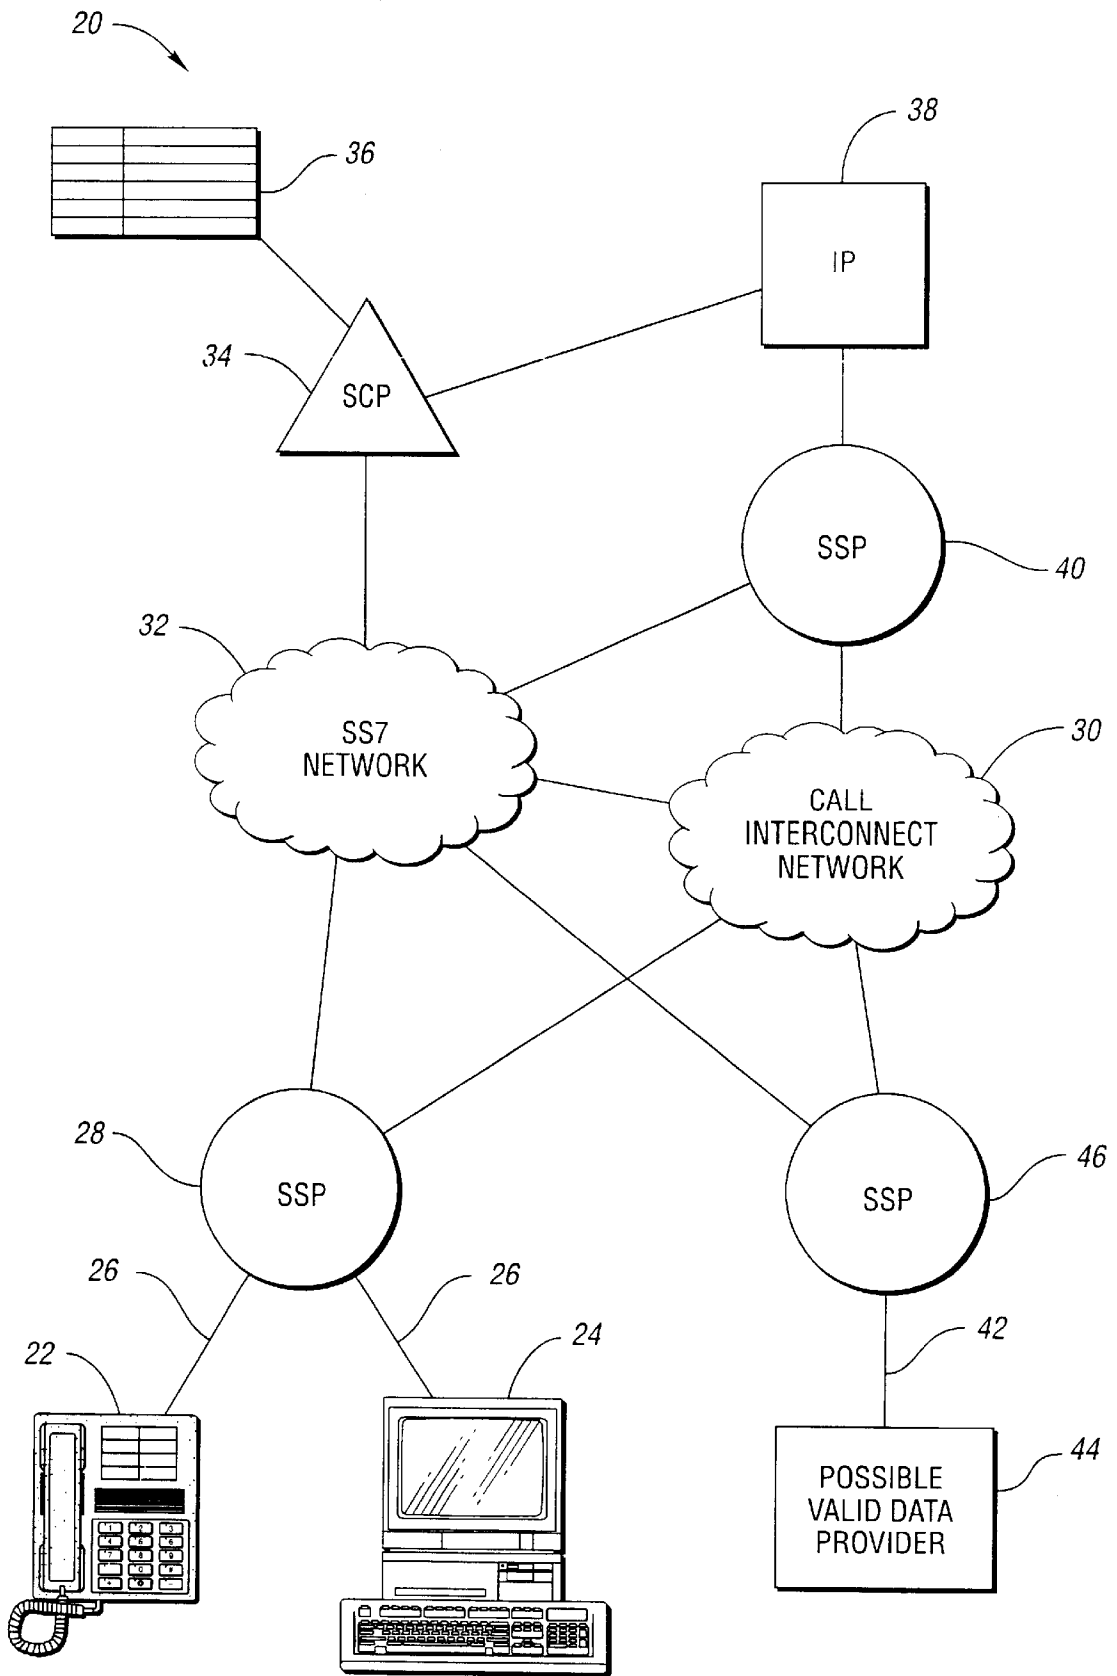 20
36
38
IP
34
SCP
SSP
40
32
SS7
NETWORK
30
CALL
INTERCONNECT
NETWORK
28
SSP
46
SSP
26
26
42
22
24
44
POSSIBLE
VALID DATA
PROVIDER